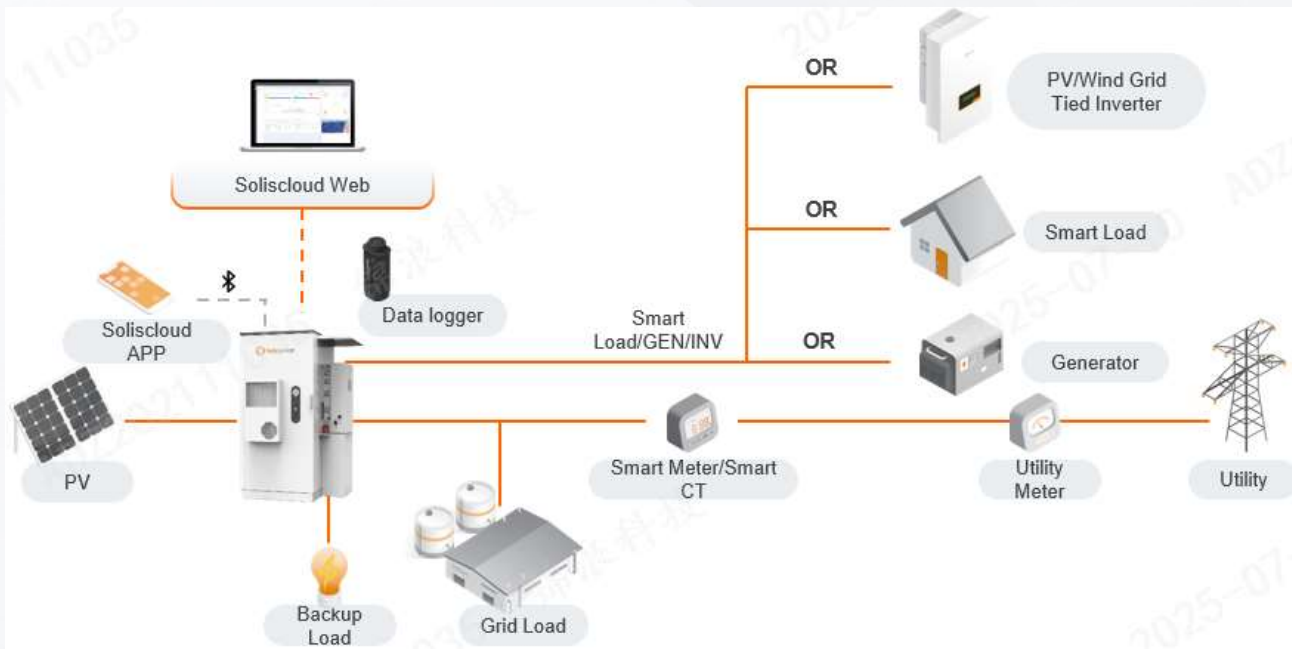 OR
PV/Wind Grid
Tied Inverter
Soliscloud Web
OR
Smart Load
Data logger
Soliscloud
APP
Smart
Load/GEN/INV
OR
Generator
PV
Smart Meter/Smart
CT
Utility
Meter
Utility
Backup
Load
Grid Load